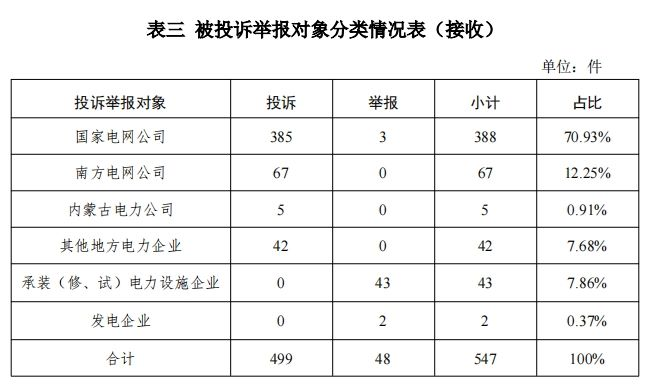 表三 被投诉举报对象分类情况表（接收）
单位：件
投诉举报对象 投诉 举报 小计 占比
国家电网公司 385 3 388 70.93%
南方电网公司 67 0 67 12.25%
内蒙古电力公司 5 0 5 0.91%
其他地方电力企业 42 0 42 7.68%
承装（修、试）电力设施企业 0 43 43 7.86%
发电企业 0 2 2 0.37%
合计 499 48 547 100%